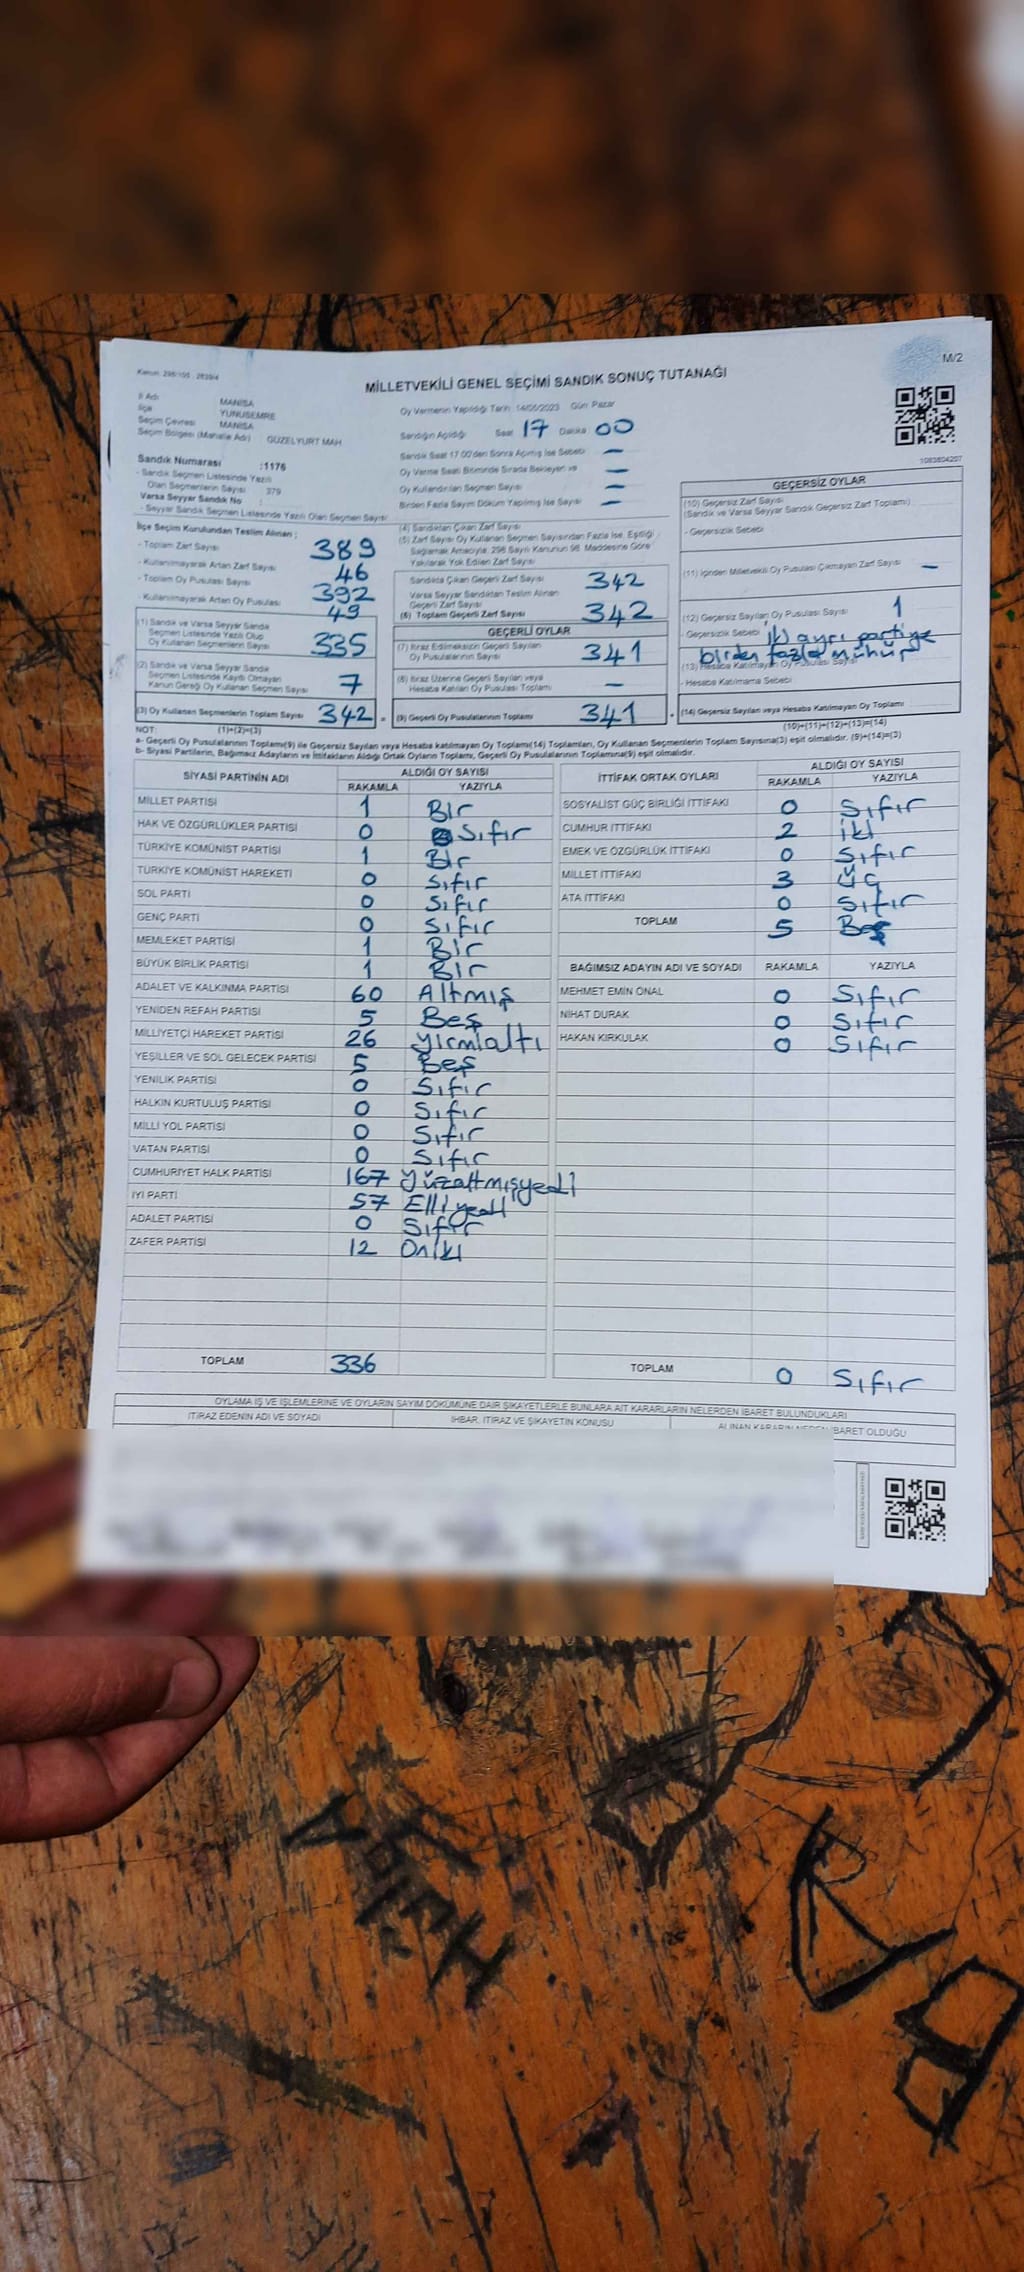 Kanun: 298/105 - 2839/4
M/2
MİLLETVEKİLİ GENEL SEÇİMİ SANDIK SONUÇ TUTANAĞI
İl Adı MANİSA
İlçe YUNUSEMRE
Seçim Çevresi MANİSA
Seçim Bölgesi (Mahalle Adı) GÜZELYURT MAH.
Sandık Numarası :1176
- Sandık Seçmen Listesinde Yazılı
Olan Seçmenlerin Sayısı 379
Varsa Seyyar Sandık No :
- Seyyar Sandık Seçmen Listesinde Yazılı Olan Seçmen Sayısı:
Oy Vermenin Yapıldığı Tarih: 14/05/2023 Gün: Pazar
Sandığın Açıldığı Saat 17 Dakika 00
Sandık Saat 17.00'den Sonra Açılmış İse Sebebi —
Oy Verme Saati Bitiminde Sırada Bekleyen ve —
Oy Kullandırılan Seçmen Sayısı —
Birden Fazla Sayım Döküm Yapılmış İse Sayısı —
1083804207
İlçe Seçim Kurulundan Teslim Alınan ;
- Toplam Zarf Sayısı 389
- Kullanılmayarak Artan Zarf Sayısı 46
- Toplam Oy Pusulası Sayısı 392
- Kullanılmayarak Artan Oy Pusulası 49
(1) Sandık ve Varsa Seyyar Sandık
Seçmen Listesinde Yazılı Olup
Oy Kullanan Seçmenlerin Sayısı 335
(2) Sandık ve Varsa Seyyar Sandık
Seçmen Listesinde Kayıtlı Olmayan
Kanun Gereği Oy Kullanan Seçmen Sayısı 7
(3) Oy Kullanan Seçmenlerin Toplam Sayısı 342 =
(1)+(2)=(3)
(4) Sandıktan Çıkan Zarf Sayısı
(5) Zarf Sayısı Oy Kullanan Seçmen Sayısından Fazla İse, Eşitliği
Sağlamak Amacıyla; 298 Sayılı Kanunun 98. Maddesine Göre
Yakılarak Yok Edilen Zarf Sayısı
Sandıkta Çıkan Geçerli Zarf Sayısı 342
Varsa Seyyar Sandıktan Teslim Alınan
Geçerli Zarf Sayısı
(6) Toplam Geçerli Zarf Sayısı 342
GEÇERLİ OYLAR
(7) İtiraz Edilmeksizin Geçerli Sayılan
Oy Pusulalarının Sayısı 341
(8) İtiraz Üzerine Geçerli Sayılan veya
Hesaba Katılan Oy Pusulası Toplamı —
(9) Geçerli Oy Pusulalarının Toplamı 341 +
GEÇERSİZ OYLAR
(10) Geçersiz Zarf Sayısı
(Sandık ve Varsa Seyyar Sandık Geçersiz Zarf Toplamı)
- Geçersizlik Sebebi
(11) İçinden Milletvekili Oy Pusulası Çıkmayan Zarf Sayısı —
(12) Geçersiz Sayılan Oy Pusulası Sayısı 1
- Geçersizlik Sebebi iki ayrı partiye
birden fazla mühür
(13) Hesaba Katılmayan Oy Pusulası Sayısı
- Hesaba Katılmama Sebebi
(14) Geçersiz Sayılan veya Hesaba Katılmayan Oy Toplamı
(10)+(11)+(12)+(13)=(14)
NOT:
a- Geçerli Oy Pusulalarının Toplamı(9) ile Geçersiz Sayılan veya Hesaba katılmayan Oy Toplamı(14) Toplamları, Oy Kullanan Seçmenlerin Toplam Sayısına(3) eşit olmalıdır. (9)+(14)=(3)
b- Siyasi Partilerin, Bağımsız Adayların ve İttifakların Aldığı Ortak Oyların Toplamı, Geçerli Oy Pusulalarının Toplamına(9) eşit olmalıdır.
SİYASİ PARTİNİN ADI ALDIĞI OY SAYISI
RAKAMLA YAZIYLA
MİLLET PARTİSİ 1 Bir
HAK VE ÖZGÜRLÜKLER PARTİSİ 0 Sıfır
TÜRKİYE KOMÜNİST PARTİSİ 1 Bir
TÜRKİYE KOMÜNİST HAREKETİ 0 Sıfır
SOL PARTİ 0 Sıfır
GENÇ PARTİ 0 Sıfır
MEMLEKET PARTİSİ 1 Bir
BÜYÜK BİRLİK PARTİSİ 1 Bir
ADALET VE KALKINMA PARTİSİ 60 Altmış
YENİDEN REFAH PARTİSİ 5 Beş
MİLLİYETÇİ HAREKET PARTİSİ 26 yirmialtı
YEŞİLLER VE SOL GELECEK PARTİSİ 5 Beş
YENİLİK PARTİSİ 0 Sıfır
HALKIN KURTULUŞ PARTİSİ 0 Sıfır
MİLLİ YOL PARTİSİ 0 Sıfır
VATAN PARTİSİ 0 Sıfır
CUMHURİYET HALK PARTİSİ 167 yüzaltmışyedi
İYİ PARTİ 57 Elliyedi
ADALET PARTİSİ 0 Sıfır
ZAFER PARTİSİ 12 Oniki
TOPLAM 336
İTTİFAK ORTAK OYLARI ALDIĞI OY SAYISI
RAKAMLA YAZIYLA
SOSYALİST GÜÇ BİRLİĞİ İTTİFAKI 0 Sıfır
CUMHUR İTTİFAKI 2 iki
EMEK VE ÖZGÜRLÜK İTTİFAKI 0 Sıfır
MİLLET İTTİFAKI 3 üç
ATA İTTİFAKI 0 Sıfır
TOPLAM 5 Beş
BAĞIMSIZ ADAYIN ADI VE SOYADI RAKAMLA YAZIYLA
MEHMET EMİN ÖNAL 0 Sıfır
NİHAT DURAK 0 Sıfır
HAKAN KIRKULAK 0 Sıfır
TOPLAM 0 Sıfır
OYLAMA İŞ VE İŞLEMLERİNE VE OYLARIN SAYIM DÖKÜMÜNE DAİR ŞİKAYETLERLE BUNLARA AİT KARARLARIN NELERDEN İBARET BULUNDUKLARI
İTİRAZ EDENİN ADI VE SOYADI
İHBAR, İTİRAZ VE ŞİKAYETİN KONUSU
ALINAN KARARIN NEDEN İBARET OLDUĞU